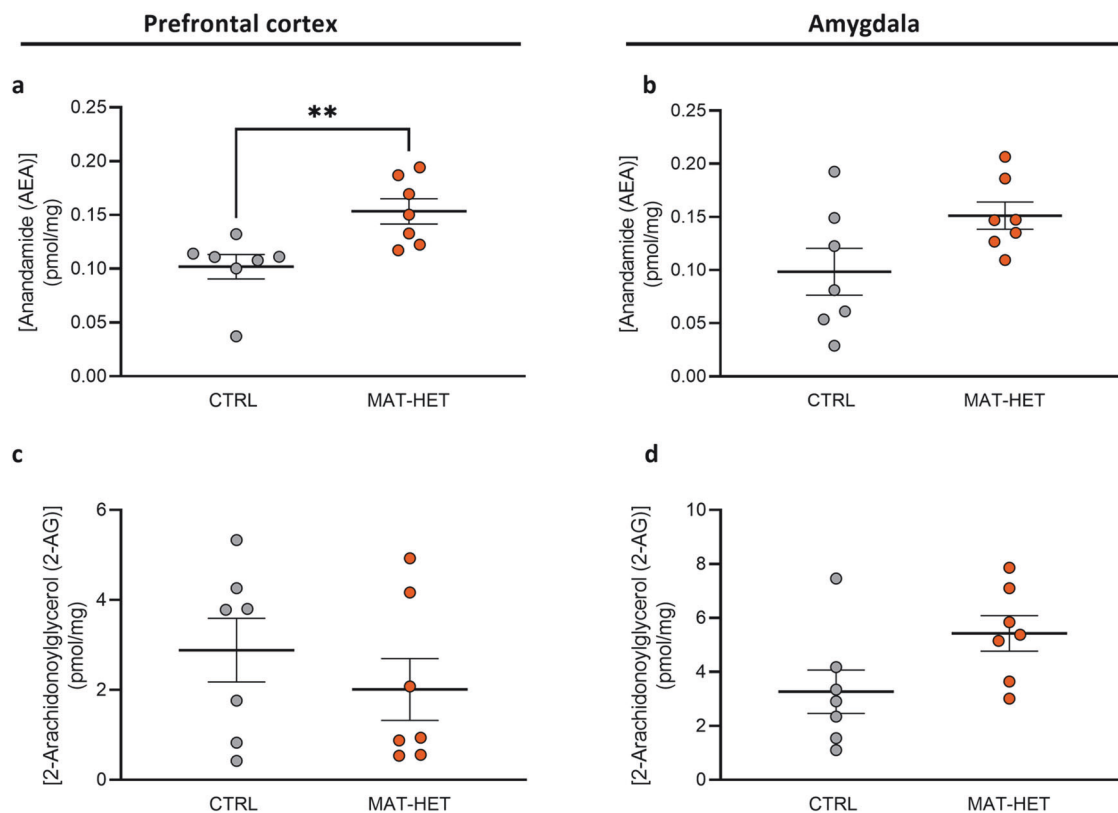 Prefrontal cortex
Amygdala
a
[Anandamide (AEA)]
(pmol/mg)
0.25
0.20
0.15
0.10
0.05
0.00
**
CTRL
MAT-HET
b
[Anandamide (AEA)]
(pmol/mg)
0.25
0.20
0.15
0.10
0.05
0.00
CTRL
MAT-HET
c
[2-Arachidonoylglycerol (2-AG)]
(pmol/mg)
6
4
2
0
CTRL
MAT-HET
d
[2-Arachidonoylglycerol (2-AG)]
(pmol/mg)
10
8
6
4
2
0
CTRL
MAT-HET